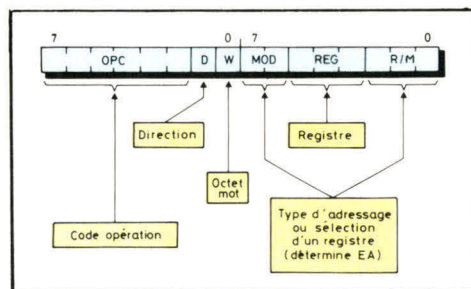 7 0 7 0
OPC D W MOD REG R/M
Direction
Registre
Octet
mot
Code opération
Type d'adressage
ou sélection
d'un registre
(détermine EA)